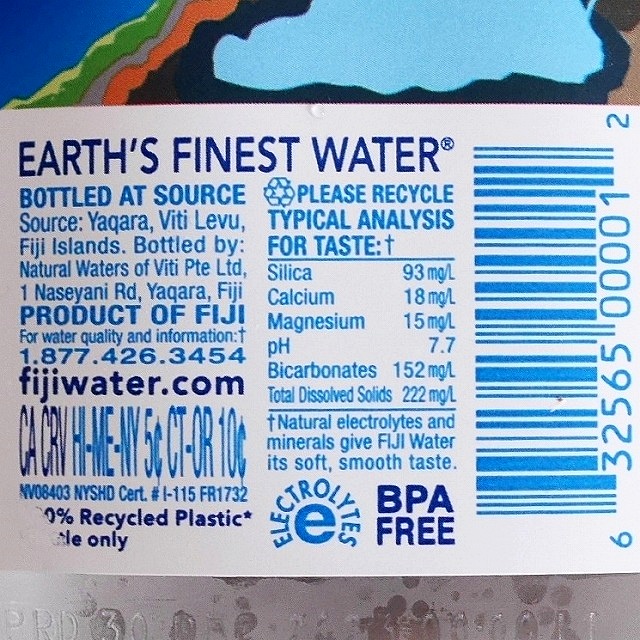 EARTH'S FINEST WATER®
BOTTLED AT SOURCE
Source: Yaqara, Viti Levu,
Fiji Islands. Bottled by:
Natural Waters of Viti Pte Ltd,
1 Naseyani Rd, Yaqara, Fiji
PRODUCT OF FIJI
For water quality and information:†
1.877.426.3454
fijiwater.com
CA CRV HI-ME-NY 5¢ CT-OR 10¢
NV08403 NYSHD Cert. # I-115 FR1732
0% Recycled Plastic*
tle only
PLEASE RECYCLE
TYPICAL ANALYSIS
FOR TASTE:†
Silica 93 mg/L
Calcium 18 mg/L
Magnesium 15 mg/L
pH 7.7
Bicarbonates 152 mg/L
Total Dissolved Solids 222 mg/L
†Natural electrolytes and
minerals give FIJI Water
its soft, smooth taste.
ELECTROLYTES
e
BPA
FREE
6 32565 00001 2
PRD 30